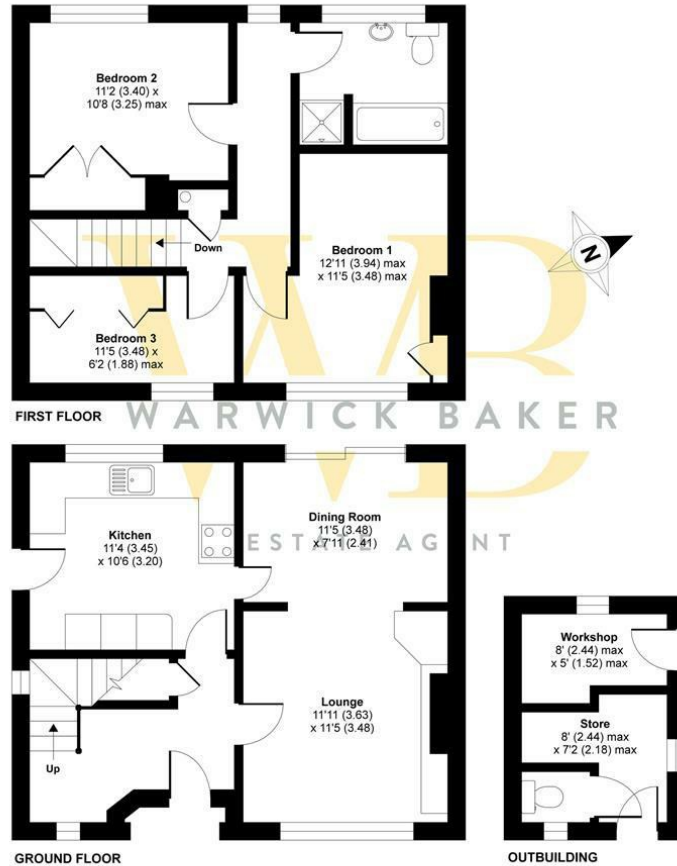 Bedroom 2
11'2 (3.40) x
10'8 (3.25) max
Down
Bedroom 1
12'11 (3.94) max
x 11'5 (3.48) max
N
Bedroom 3
11'5 (3.48) x
6'2 (1.88) max
FIRST FLOOR
WB
WARWICK BAKER
ESTATE AGENT
Kitchen
11'4 (3.45)
x 10'6 (3.20)
Dining Room
11'5 (3.48)
x 7'11 (2.41)
Lounge
11'11 (3.63)
x 11'5 (3.48)
Up
GROUND FLOOR
Workshop
8' (2.44) max
x 5' (1.52) max
Store
8' (2.44) max
x 7'2 (2.18) max
OUTBUILDING